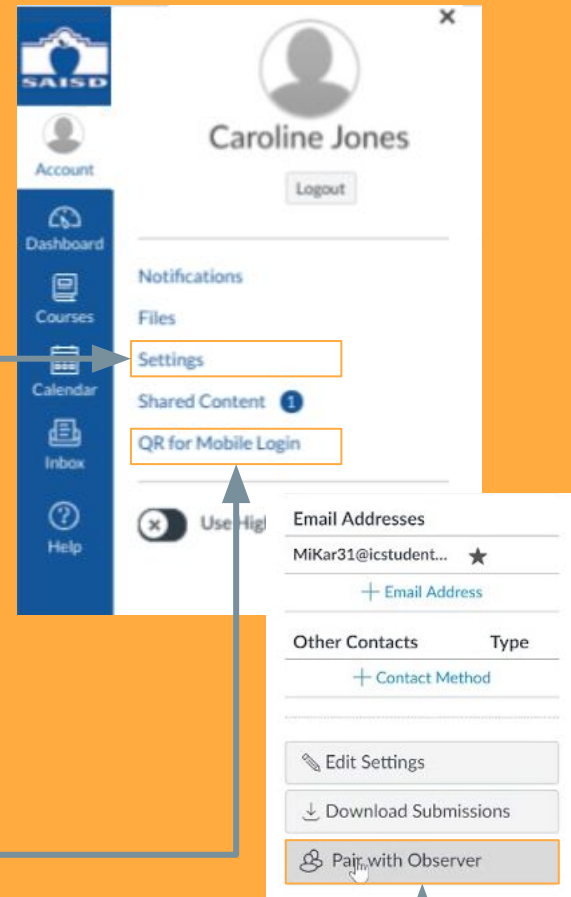 SAISD
Account
Dashboard
Courses
Calendar
Inbox
Help
Caroline Jones
Logout
Notifications
Files
Settings
Shared Content 1
QR for Mobile Login
Use Hig
Email Addresses
MiKar31@icstudent...
+ Email Address
Other Contacts Type
+ Contact Method
Edit Settings
Download Submissions
Pair with Observer